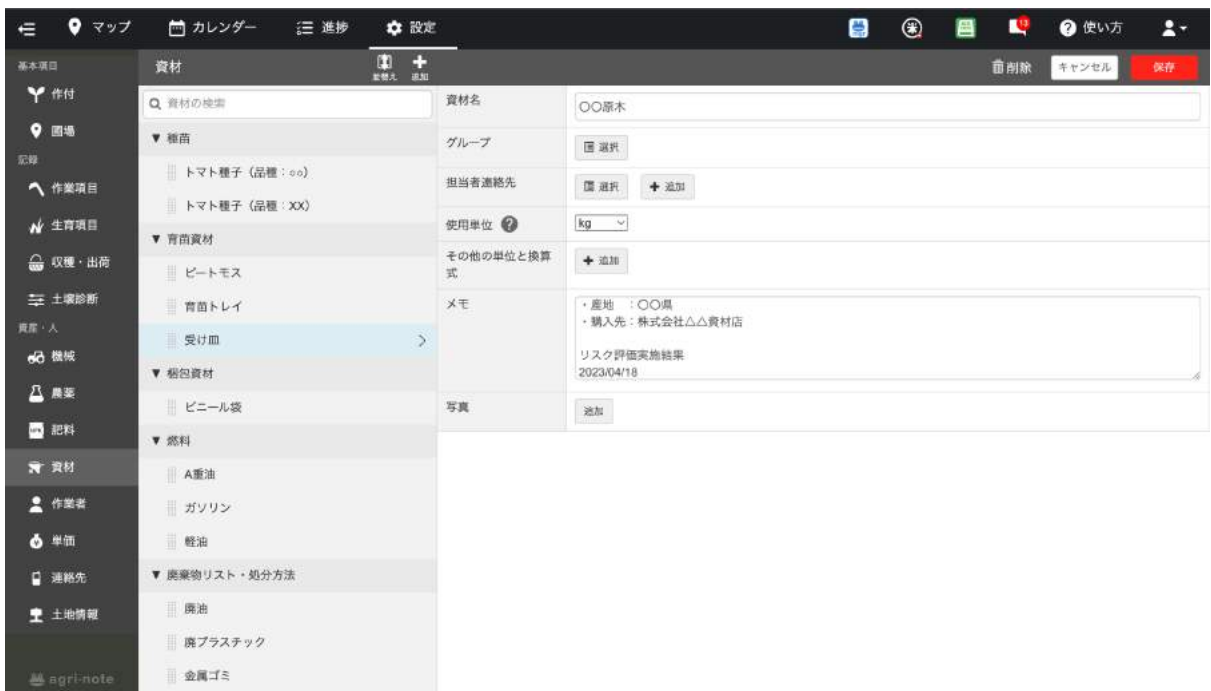 マップ
カレンダー
進捗
設定
13
使い方
基本項目
作付
圃場
記録
作業項目
生育項目
収穫・出荷
土壌診断
資産・人
機械
農薬
肥料
資材
作業者
単価
連絡先
土地情報
agri-note
資材
並替え
追加
資材の検索
▼ 種苗
トマト種子（品種：○○）
トマト種子（品種：XX）
▼ 育苗資材
ピートモス
育苗トレイ
受け皿
▼ 梱包資材
ビニール袋
▼ 燃料
A重油
ガソリン
軽油
▼ 廃棄物リスト・処分方法
廃油
廃プラスチック
金属ゴミ
削除
キャンセル
保存
資材名
〇〇原木
グループ
選択
担当者連絡先
選択
追加
使用単位
kg
その他の単位と換算
式
追加
メモ
・産地　：〇〇県
・購入先：株式会社△△資材店
リスク評価実施結果
2023/04/18
写真
追加